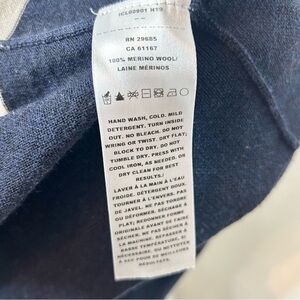 ICL00901 H19
--
RN 29685
CA 61167
100% MERINO WOOL/
LAINE MÉRINOS
HAND WASH, COLD. MILD
DETERGENT. TURN INSIDE
OUT. NO BLEACH. DO NOT
WRING OR TWIST. DRY FLAT;
BLOCK TO DRY. DO NOT
TUMBLE DRY. PRESS WITH
COOL IRON, AS NEEDED. OR
DRY CLEAN FOR BEST
RESULTS./
LAVER À LA MAIN, EAU
FROIDE. DÉTERGENT DOUX.
TOURNER À L'ENVERS. PAS
DE JAVEL. NE PAS TORDRE
OU DÉFORMER. SÉCHAGE À
PLAT; REDONNER FORME
ORIGINALE AVANT DE FAIRE
SÉCHER. NE PAS SÉCHER
À LA MACHINE. REPASSER À
BASSE TEMPÉRATURE, SI
NÉCESSAIRE. OU NETTOYER
À SEC POUR DE MEILLEURS
RÉSULTATS.